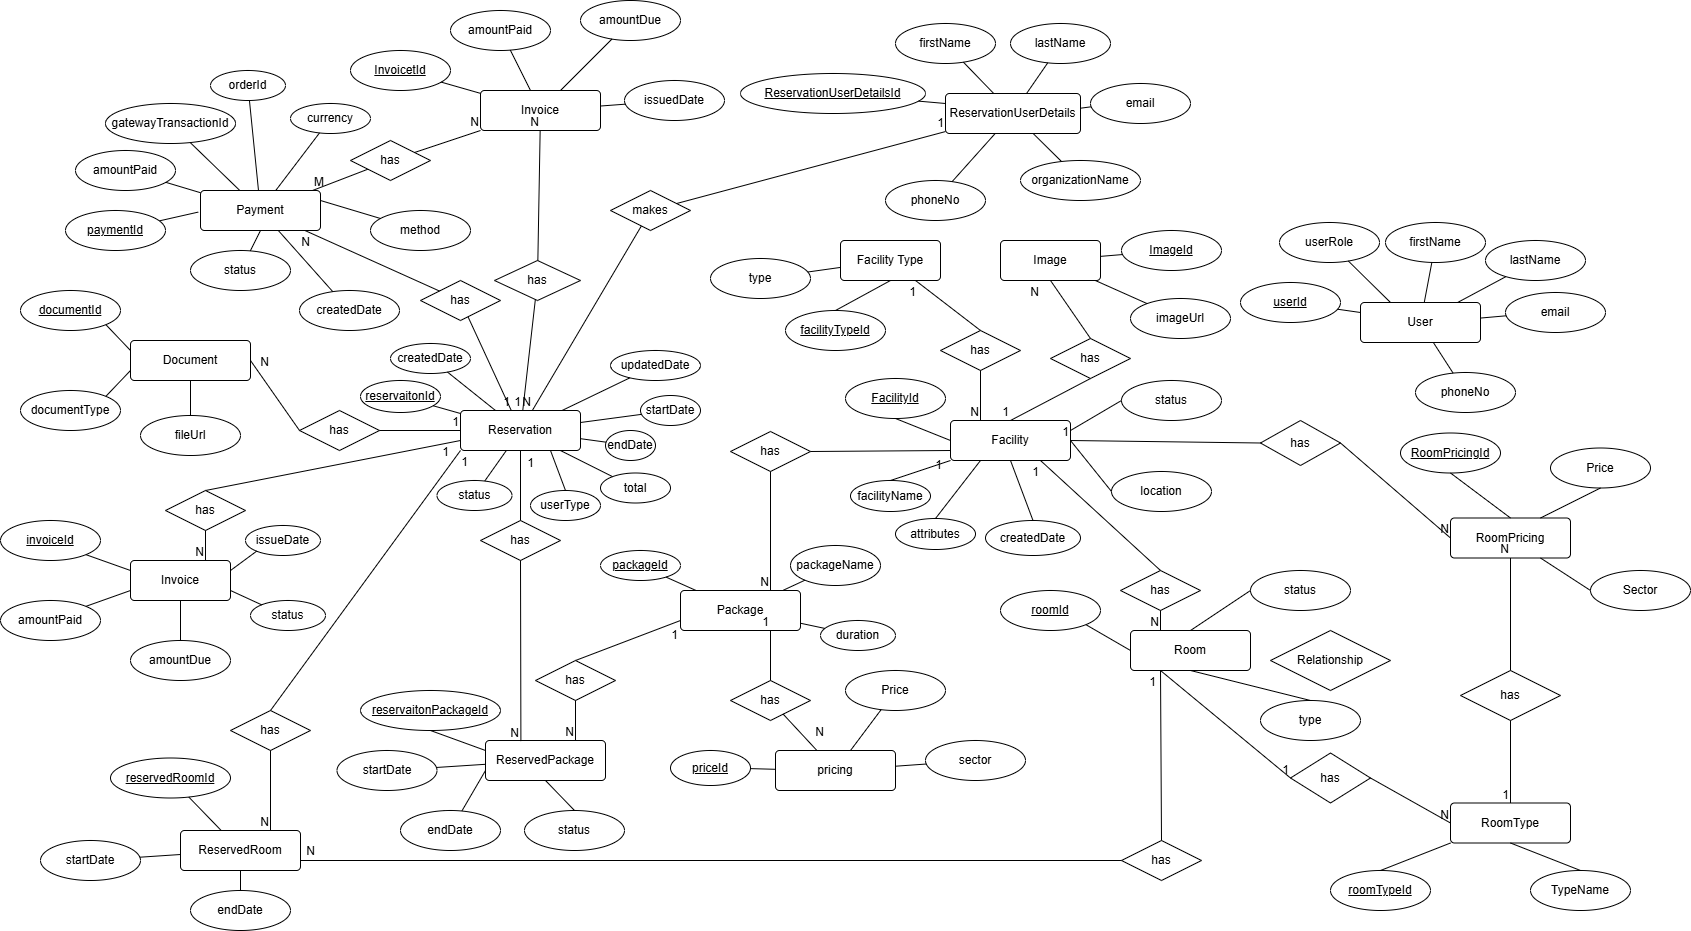 amountPaid
amountDue
InvoicetId
issuedDate
Invoice
N
N
orderId
gatewayTransactionId
currency
has
amountPaid
M
Payment
paymentId
method
status
N
createdDate
has
has
firstName
lastName
ReservationUserDetailsId
ReservationUserDetails
email
1
makes
phoneNo
organizationName
Facility Type
type
facilityTypeId
1
Image
ImageId
N
imageUrl
has
has
userRole
firstName
lastName
userId
User
email
phoneNo
documentId
Document
N
documentType
fileUrl
has
createdDate
updatedDate
reservaitonId
startDate
1
1
N
1
Reservation
endDate
1
1
1
status
userType
total
FacilityId
N
1
status
Facility
1
1
1
facilityName
location
attributes
createdDate
has
has
RoomPricingId
Price
N
RoomPricing
N
Sector
has
N
invoiceId
issueDate
Invoice
amountPaid
status
amountDue
has
packageId
packageName
N
Package
1
1
duration
has
has
N
Price
priceId
pricing
sector
has
N
roomId
status
Room
1
type
Relationship
has
reservaitonPackageId
N
N
startDate
ReservedPackage
endDate
status
has
reservedRoomId
N
ReservedRoom
N
startDate
endDate
has
1
has
N
1
RoomType
roomTypeId
TypeName